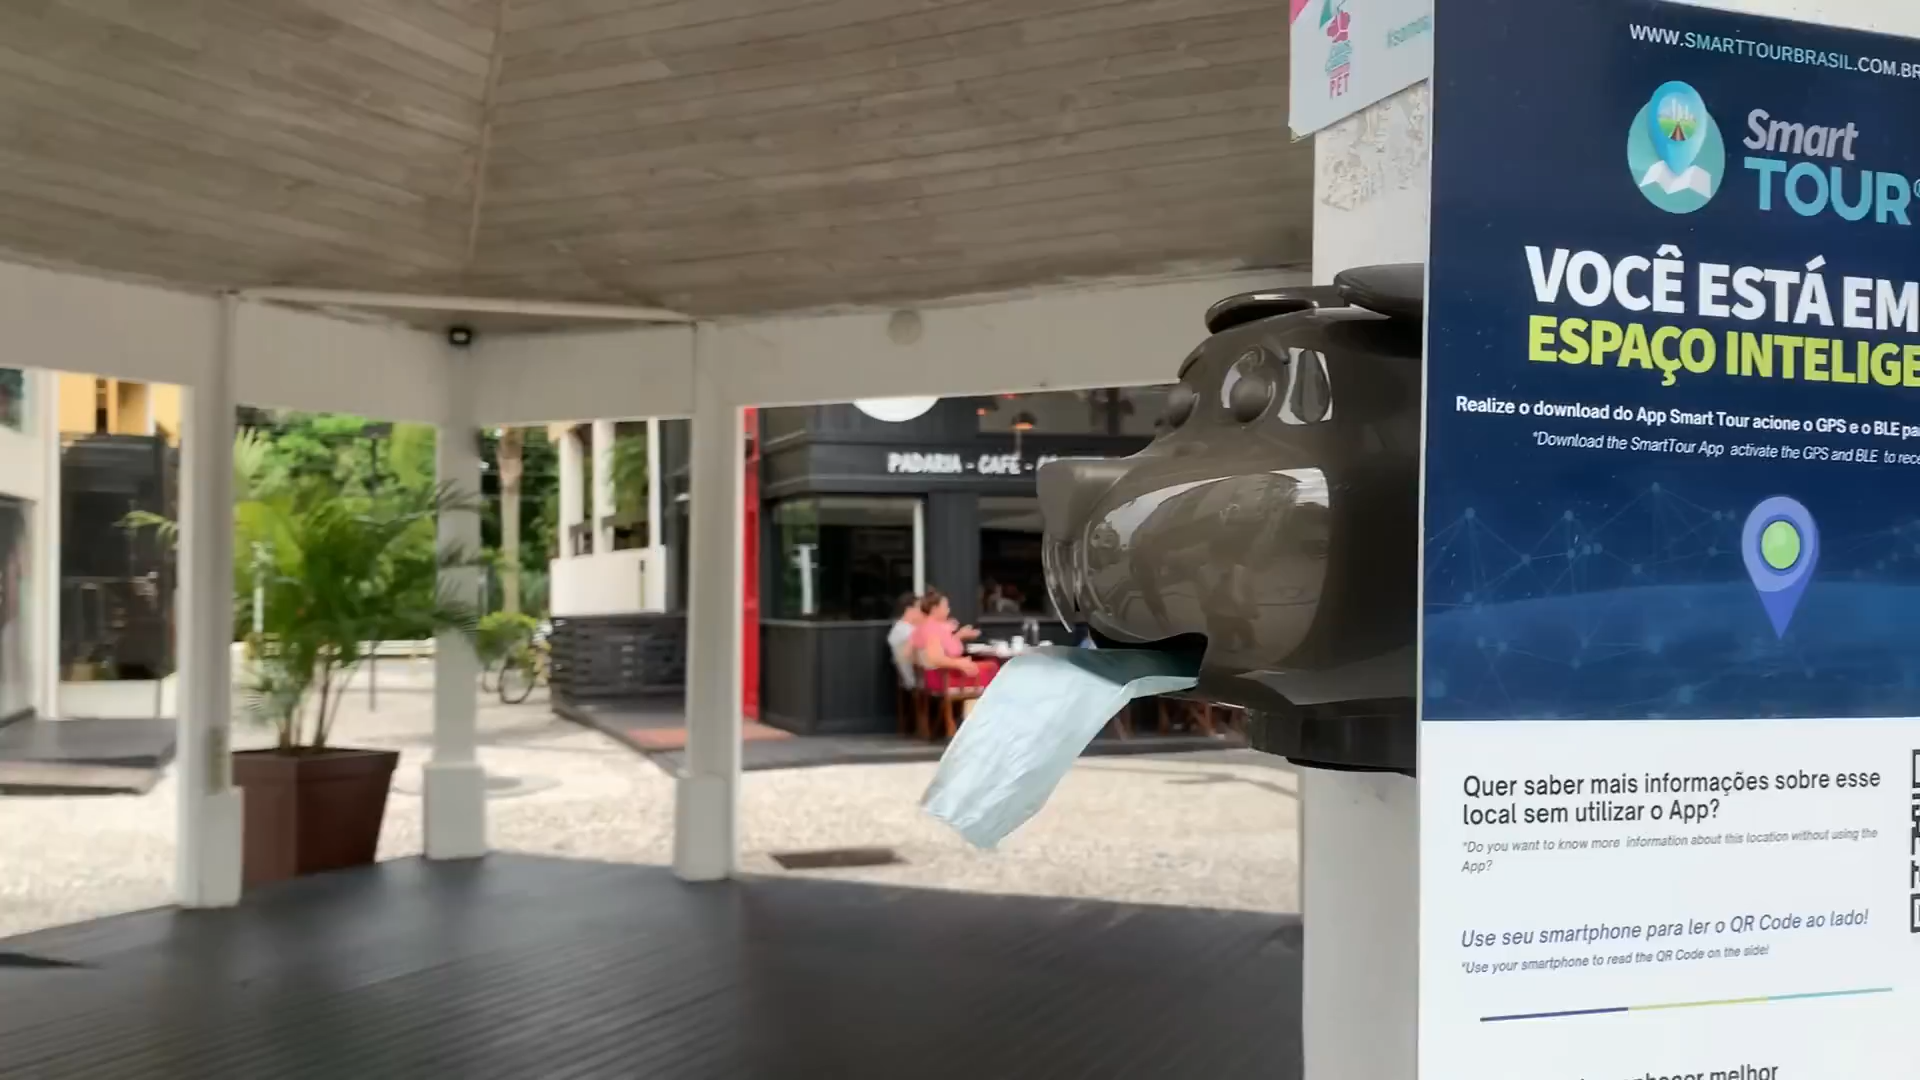 #somos
PET
WWW.SMARTTOURBRASIL.COM.BR
Smart
TOUR®
VOCÊ ESTÁ EM
ESPAÇO INTELIGE
Realize o download do App Smart Tour acione o GPS e o BLE pa
*Download the SmartTour App activate the GPS and BLE to rece
PADARIA - CAFÉ -
Quer saber mais informações sobre esse
local sem utilizar o App?
*Do you want to know more information about this location without using the
App?
Use seu smartphone para ler o QR Code ao lado!
*Use your smartphone to read the QR Code on the side!
melhor